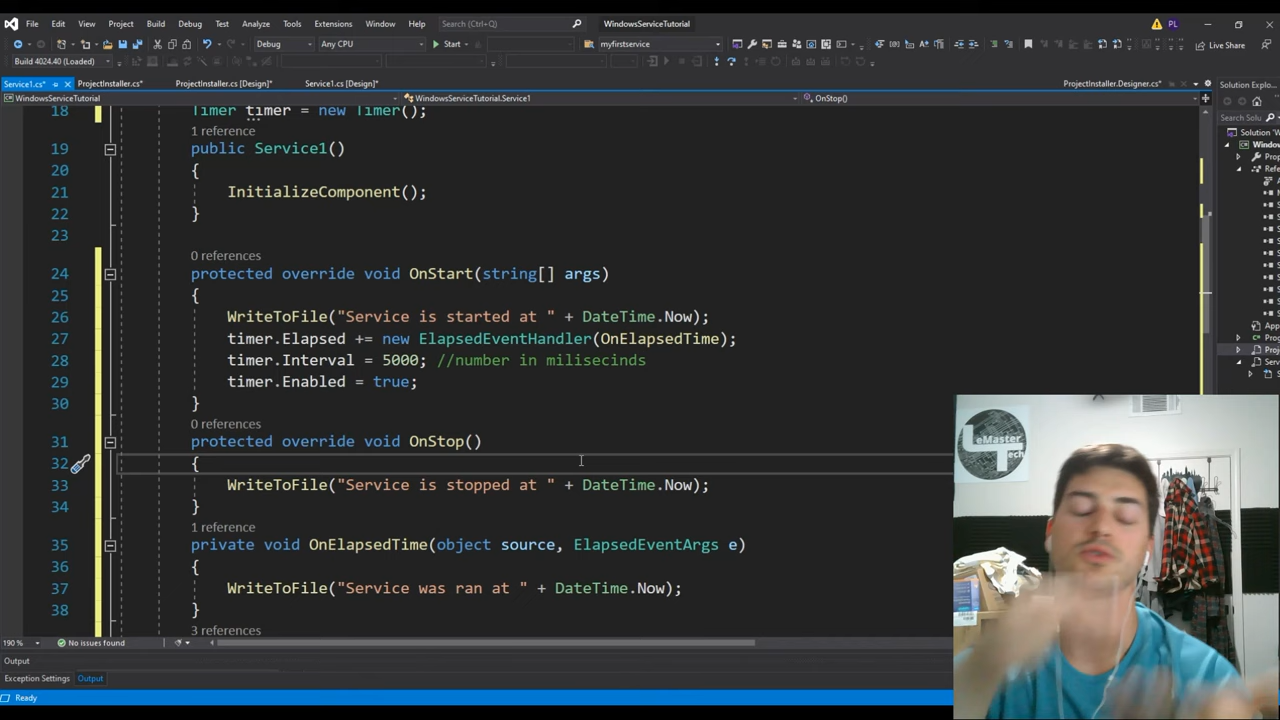 File Edit View Project Build Debug Test Analyze Tools Extensions Window Help Search (Ctrl+Q) WindowsServiceTutorial PL
Debug Any CPU Start myfirstservice Live Share
Build 4024.40 (Loaded)
Service1.cs* ProjectInstaller.cs* ProjectInstaller.cs [Design]* Service1.cs [Design]* ProjectInstaller.Designer.cs* Solution Explo...
WindowsServiceTutorial WindowsServiceTutorial.Service1 OnStop()
18 Timer timer = new Timer();
1 reference
19 public Service1()
20 {
21 InitializeComponent();
22 }
23
0 references
24 protected override void OnStart(string[] args)
25 {
26 WriteToFile("Service is started at " + DateTime.Now);
27 timer.Elapsed += new ElapsedEventHandler(OnElapsedTime);
28 timer.Interval = 5000; //number in milisecinds
29 timer.Enabled = true;
30 }
0 references
31 protected override void OnStop()
32 {
33 WriteToFile("Service is stopped at " + DateTime.Now);
34 }
1 reference
35 private void OnElapsedTime(object source, ElapsedEventArgs e)
36 {
37 WriteToFile("Service was ran at " + DateTime.Now);
38 }
3 references
190 % No issues found
Output
Exception Settings Output
Ready
Search Solu
Solution 'W
Windo
Prop
Refe
App
Proj
Serv
eMaster
Tech